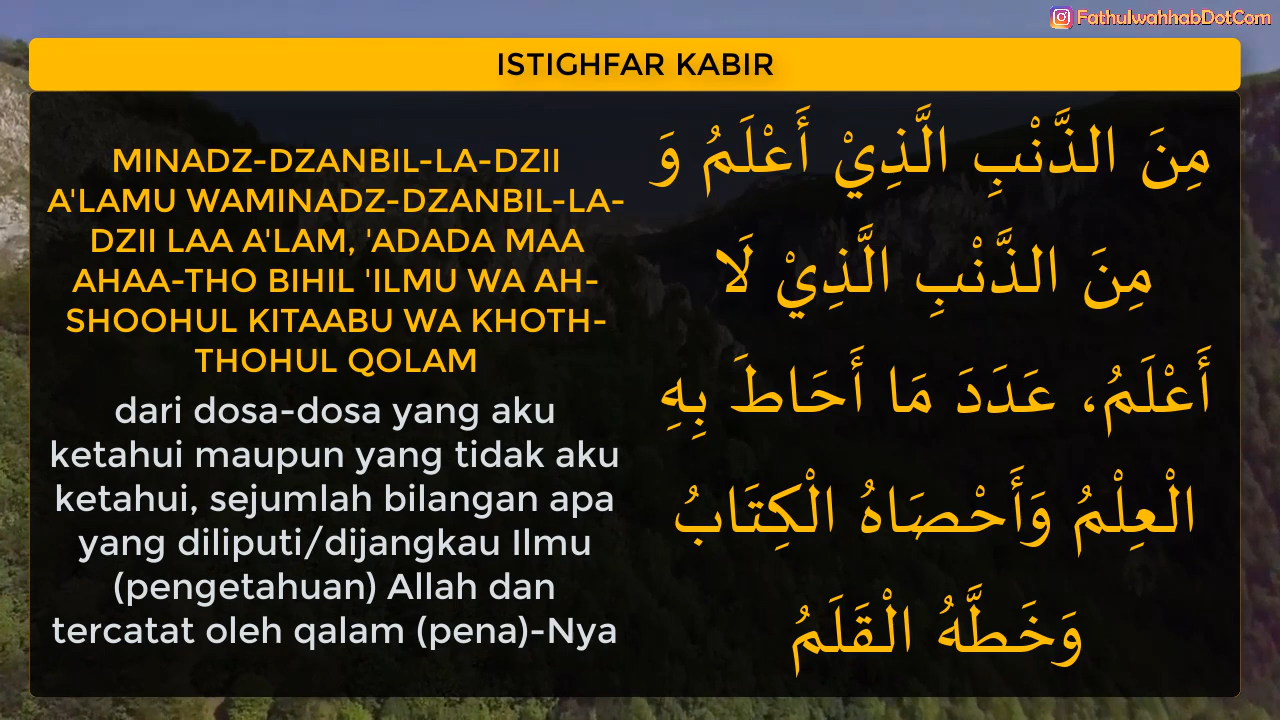 FathulwahhabDotCom
ISTIGHFAR KABIR
MINADZ-DZANBIL-LA-DZII
A'LAMU WAMINADZ-DZANBIL-LA-
DZII LAA A'LAM, 'ADADA MAA
AHAA-THO BIHIL 'ILMU WA AH-
SHOOHUL KITAABU WA KHOTH-
THOHUL QOLAM
dari dosa-dosa yang aku
ketahui maupun yang tidak aku
ketahui, sejumlah bilangan apa
yang diliputi/dijangkau Ilmu
(pengetahuan) Allah dan
tercatat oleh qalam (pena)-Nya
مِنَ الذَّنْبِ الَّذِيْ أَعْلَمُ وَ
مِنَ الذَّنْبِ الَّذِيْ لَا
أَعْلَمُ، عَدَدَ مَا أَحَاطَ بِهِ
الْعِلْمُ وَأَحْصَاهُ الْكِتَابُ
وَخَطَّهُ الْقَلَمُ